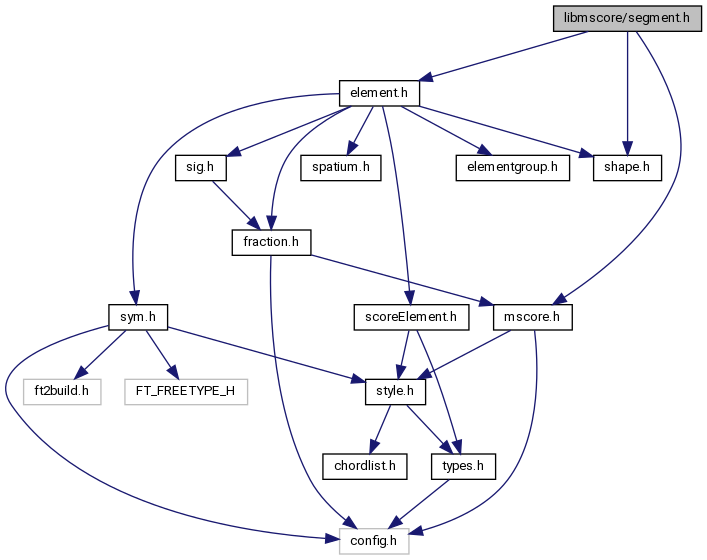 libmscore/segment.h
element.h
sig.h
spatium.h
elementgroup.h
shape.h
fraction.h
sym.h
scoreElement.h
mscore.h
ft2build.h
FT_FREETYPE_H
style.h
chordlist.h
types.h
config.h